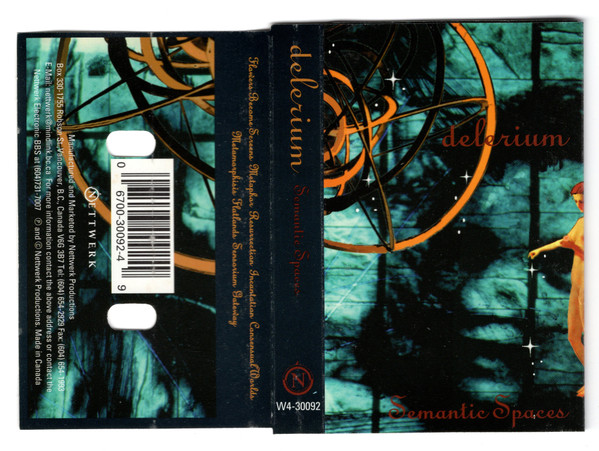 delerium
Semantic Spaces
delerium
Semantic Spaces
N
W4-30092
Flowers Become Screens Metaphor Resurrection Incantation Consensual Worlds
Metamorphosis Flatlands Sensorium Gateway
0 6700-30092-4 9
NETTWERK
Manufactured and Marketed by Nettwerk Productions
Box 330-1755 Robson St. Vancouver, B.C., Canada V6G 3B7 Tel: (604) 654-2929 Fax: (604) 654-1993
E-Mail: nettwerk@mindlink.bc.ca For more information contact the above address or contact the
Nettwerk Electronic BBS at (604)731-7007 ℗ and © Nettwerk Productions. Made in Canada